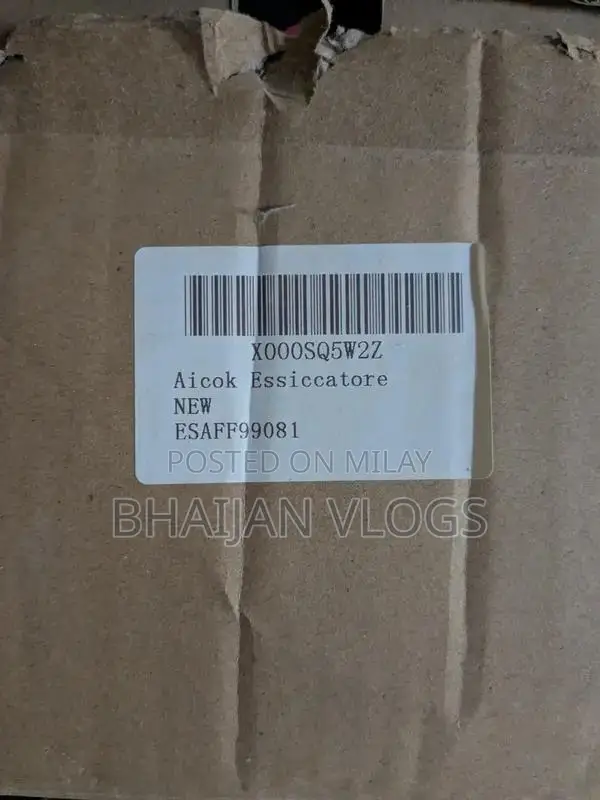 X000SQ5W2Z
Aicok Essiccatore
NEW
ESAFF99081
POSTED ON MILAY
BHAIJAN VLOGS